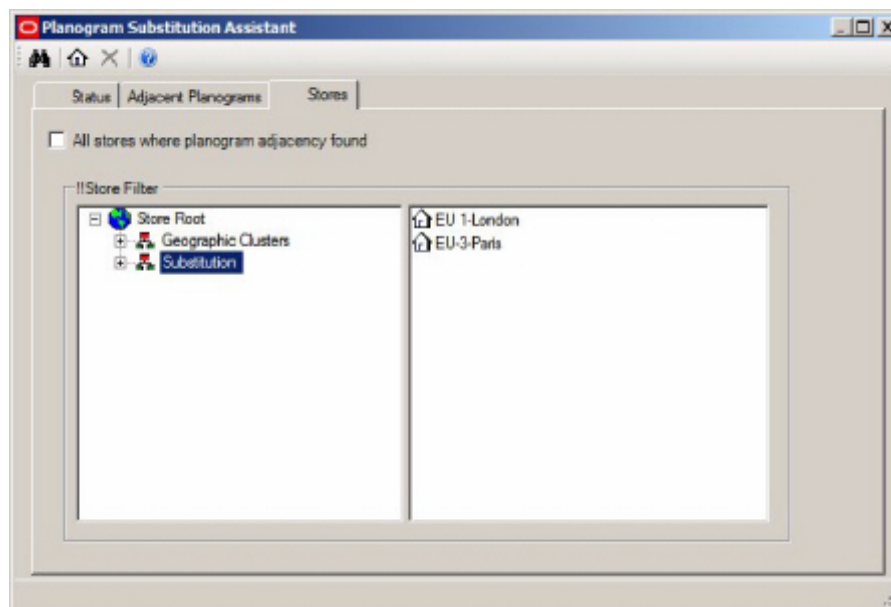 Planogram Substitution Assistant
Status Adjacent Planograms Stores
All stores where planogram adjacency found
!!Store Filter
Store Root
Geographic Clusters
Substitution
EU 1-London
EU-3-Paris